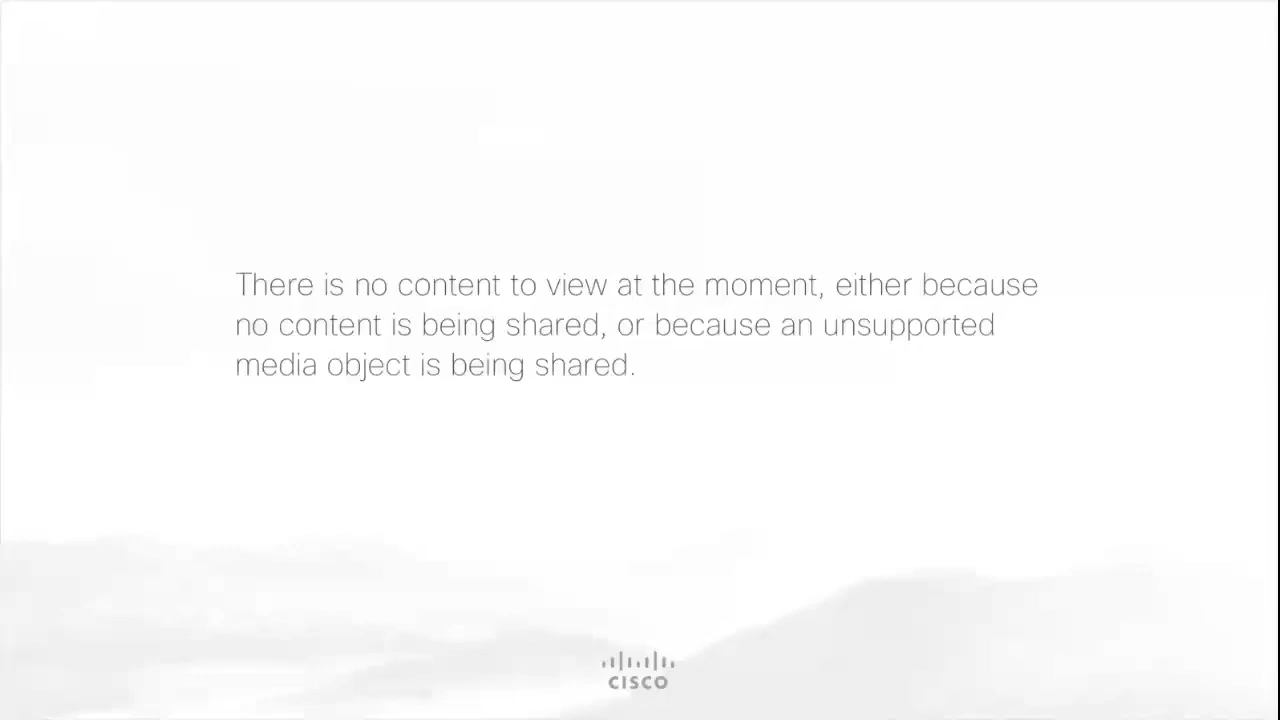 There is no content to view at the moment, either because
no content is being shared, or because an unsupported
media object is being shared.
CISCO